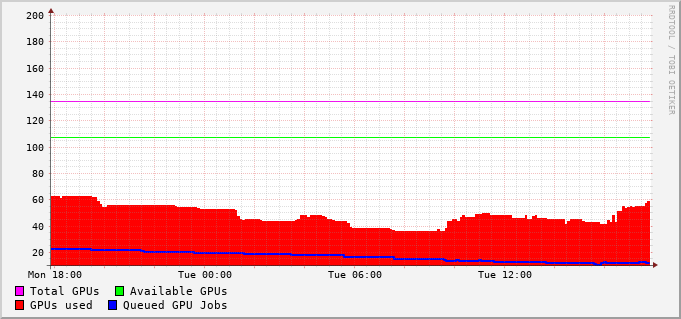 200
180
160
140
120
100
80
60
40
20
Mon 18:00 Tue 00:00 Tue 06:00 Tue 12:00
Total GPUs Available GPUs
GPUs used Queued GPU Jobs
RRDTOOL / TOBI OETIKER